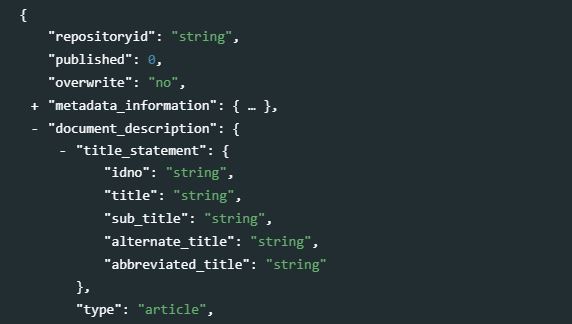 {
"repositoryid": "string",
"published": 0,
"overwrite": "no",
+ "metadata_information": { … },
- "document_description": {
- "title_statement": {
"idno": "string",
"title": "string",
"sub_title": "string",
"alternate_title": "string",
"abbreviated_title": "string"
},
"type": "article",